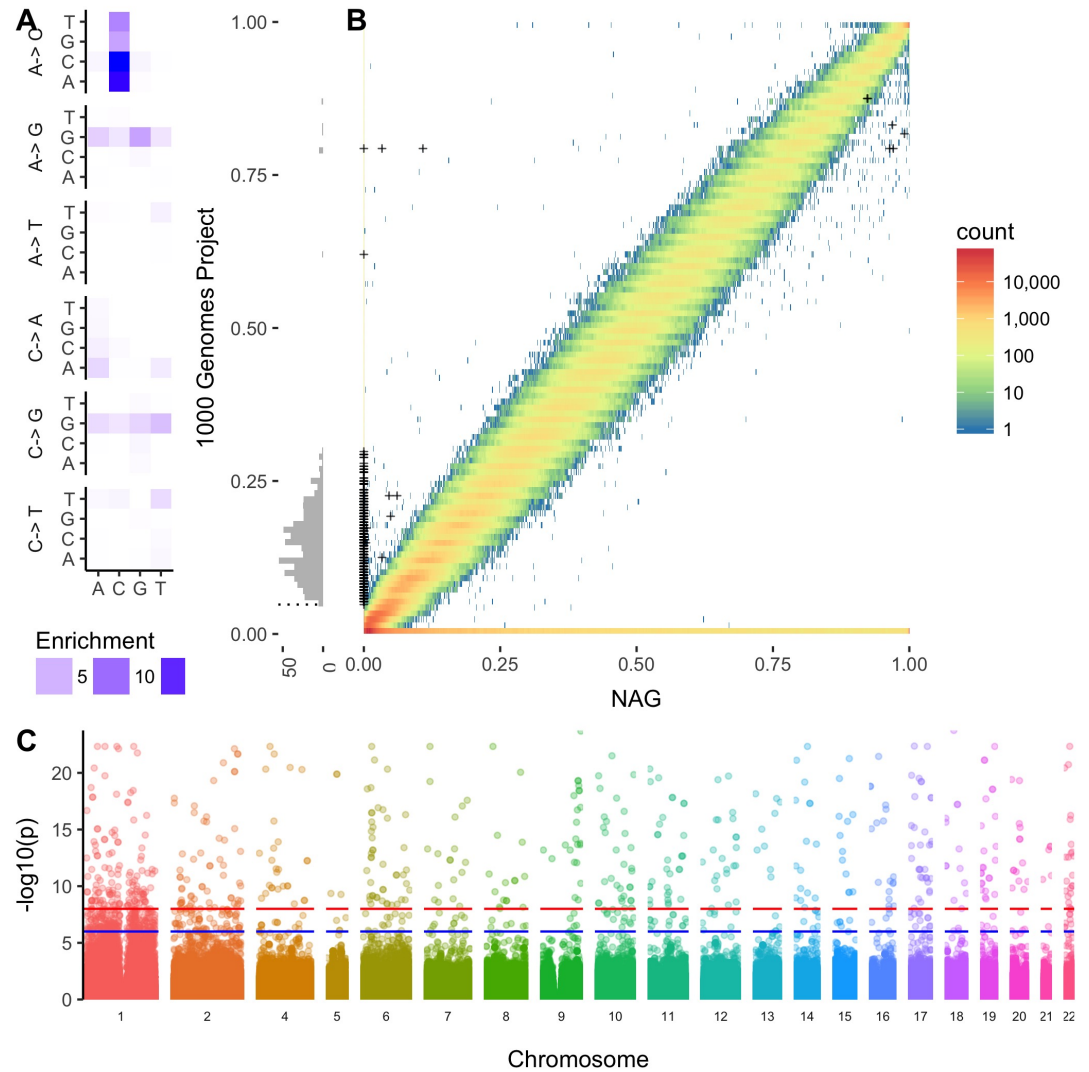 A
A-> C
T
G
C
A
A-> G
T
G
C
A
A-> T
T
G
C
A
C-> A
T
G
C
A
C-> G
T
G
C
A
C-> T
T
G
C
A
A C G T
Enrichment
5 10
B
1000 Genomes Project
1.00
0.75
0.50
0.25
0.00
50 0
0.00 0.25 0.50 0.75 1.00
NAG
count
10,000
1,000
100
10
1
C
-log10(p)
20
15
10
5
0
1 2 4 5 6 7 8 9 10 11 12 13 14 15 16 17 18 19 20 21 22
Chromosome